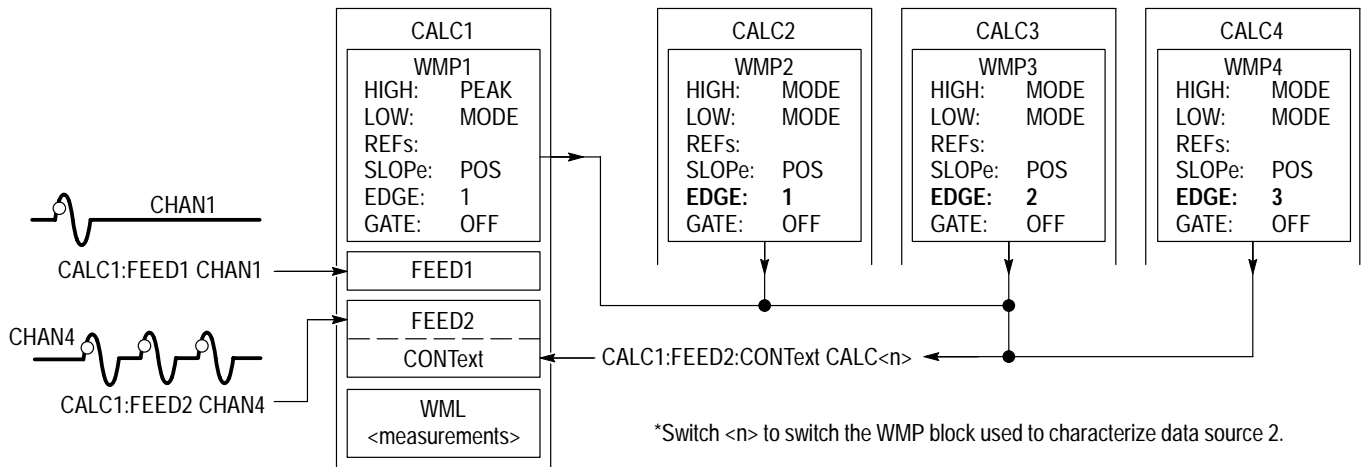 CALC1
WMP1
HIGH: PEAK
LOW: MODE
REFs:
SLOPe: POS
EDGE: 1
GATE: OFF
FEED1
FEED2
CONText
WML
<measurements>
CHAN1
CALC1:FEED1 CHAN1
CHAN4
CALC1:FEED2 CHAN4
CALC2
WMP2
HIGH: MODE
LOW: MODE
REFs:
SLOPe: POS
EDGE: 1
GATE: OFF
CALC3
WMP3
HIGH: MODE
LOW: MODE
REFs:
SLOPe: POS
EDGE: 2
GATE: OFF
CALC4
WMP4
HIGH: MODE
LOW: MODE
REFs:
SLOPe: POS
EDGE: 3
GATE: OFF
CALC1:FEED2:CONText CALC<n>
*Switch <n> to switch the WMP block used to characterize data source 2.